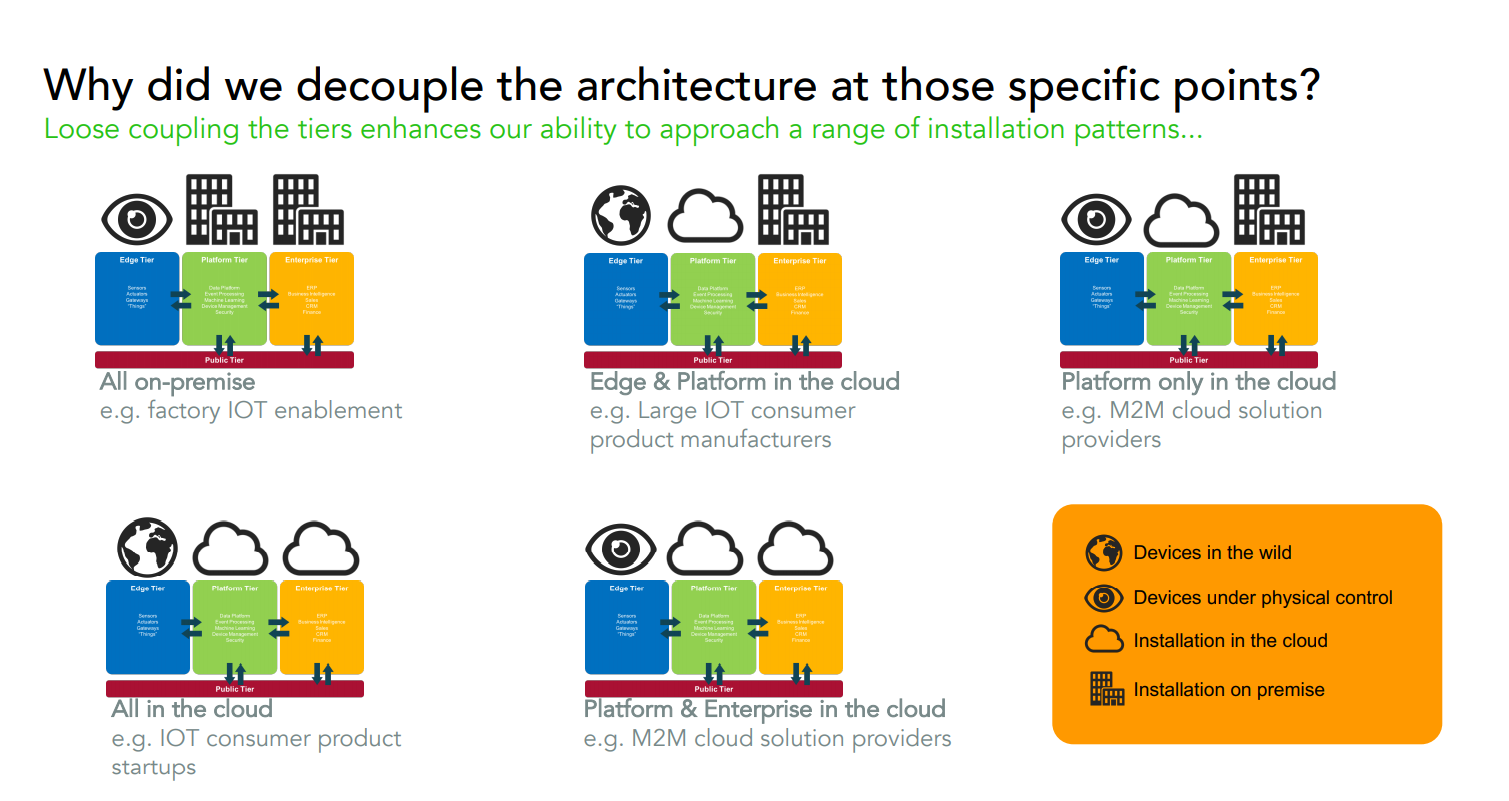 Why did we decouple the architecture at those specific points?
Loose coupling the tiers enhances our ability to approach a range of installation patterns...
Edge Tier
Sensors
Actuators
Gateways
"Things"
Platform Tier
Data Platform
Event Processing
Machine Learning
Device Management
Security
Enterprise Tier
ERP
Business Intelligence
Sales
CRM
Finance
Public Tier
All on-premise
e.g. factory IOT enablement
Edge Tier
Sensors
Actuators
Gateways
"Things"
Platform Tier
Data Platform
Event Processing
Machine Learning
Device Management
Security
Enterprise Tier
ERP
Business Intelligence
Sales
CRM
Finance
Public Tier
Edge & Platform in the cloud
e.g. Large IOT consumer
product manufacturers
Edge Tier
Sensors
Actuators
Gateways
"Things"
Platform Tier
Data Platform
Event Processing
Machine Learning
Device Management
Security
Enterprise Tier
ERP
Business Intelligence
Sales
CRM
Finance
Public Tier
Platform only in the cloud
e.g. M2M cloud solution
providers
Edge Tier
Sensors
Actuators
Gateways
"Things"
Platform Tier
Data Platform
Event Processing
Machine Learning
Device Management
Security
Enterprise Tier
ERP
Business Intelligence
Sales
CRM
Finance
Public Tier
All in the cloud
e.g. IOT consumer product
startups
Edge Tier
Sensors
Actuators
Gateways
"Things"
Platform Tier
Data Platform
Event Processing
Machine Learning
Device Management
Security
Enterprise Tier
ERP
Business Intelligence
Sales
CRM
Finance
Public Tier
Platform & Enterprise in the cloud
e.g. M2M cloud solution providers
Devices in the wild
Devices under physical control
Installation in the cloud
Installation on premise